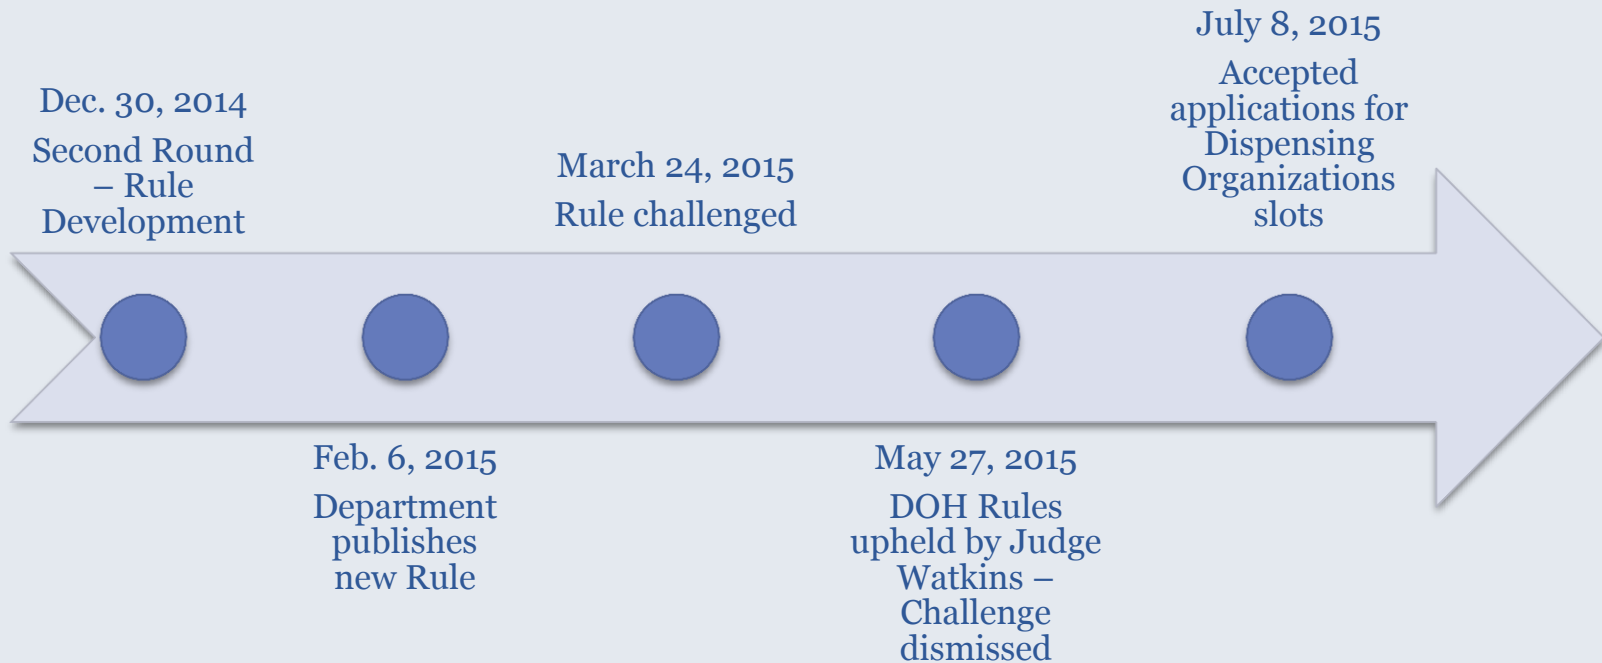 Dec. 30, 2014
Second Round
– Rule
Development
Feb. 6, 2015
Department
publishes
new Rule
March 24, 2015
Rule challenged
May 27, 2015
DOH Rules
upheld by Judge
Watkins –
Challenge
dismissed
July 8, 2015
Accepted
applications for
Dispensing
Organizations
slots